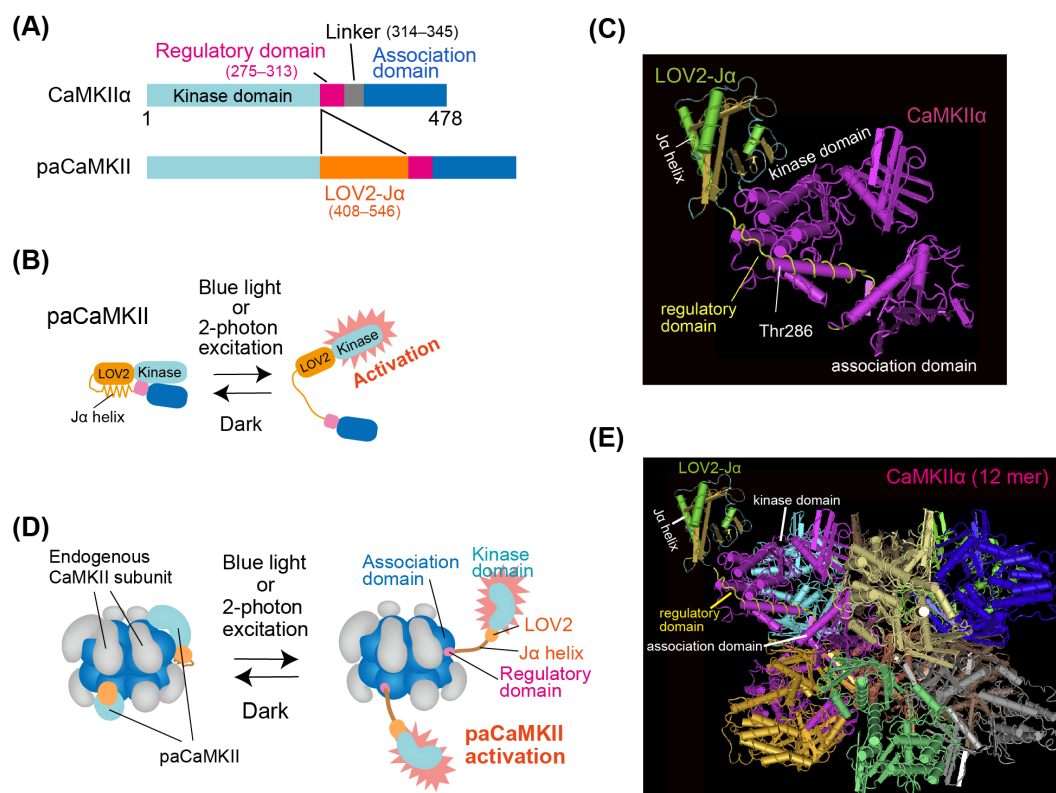 (A)
Linker (314–345)
Regulatory domain
(275–313)
Association
domain
CaMKIIα
Kinase domain
1
478
paCaMKII
LOV2-Jα
(408–546)
(B)
paCaMKII
Blue light
or
2-photon
excitation
Dark
LOV2
Kinase
Jα helix
LOV2
Kinase
Activation
(C)
LOV2-Jα
CaMKIIα
Jα helix
kinase domain
regulatory
domain
Thr286
association domain
(D)
Endogenous
CaMKII subunit
Blue light
or
2-photon
excitation
Dark
paCaMKII
Association
domain
Kinase
domain
LOV2
Jα helix
Regulatory
domain
paCaMKII
activation
(E)
LOV2-Jα
CaMKIIα (12 mer)
kinase domain
Jα helix
regulatory
domain
association domain